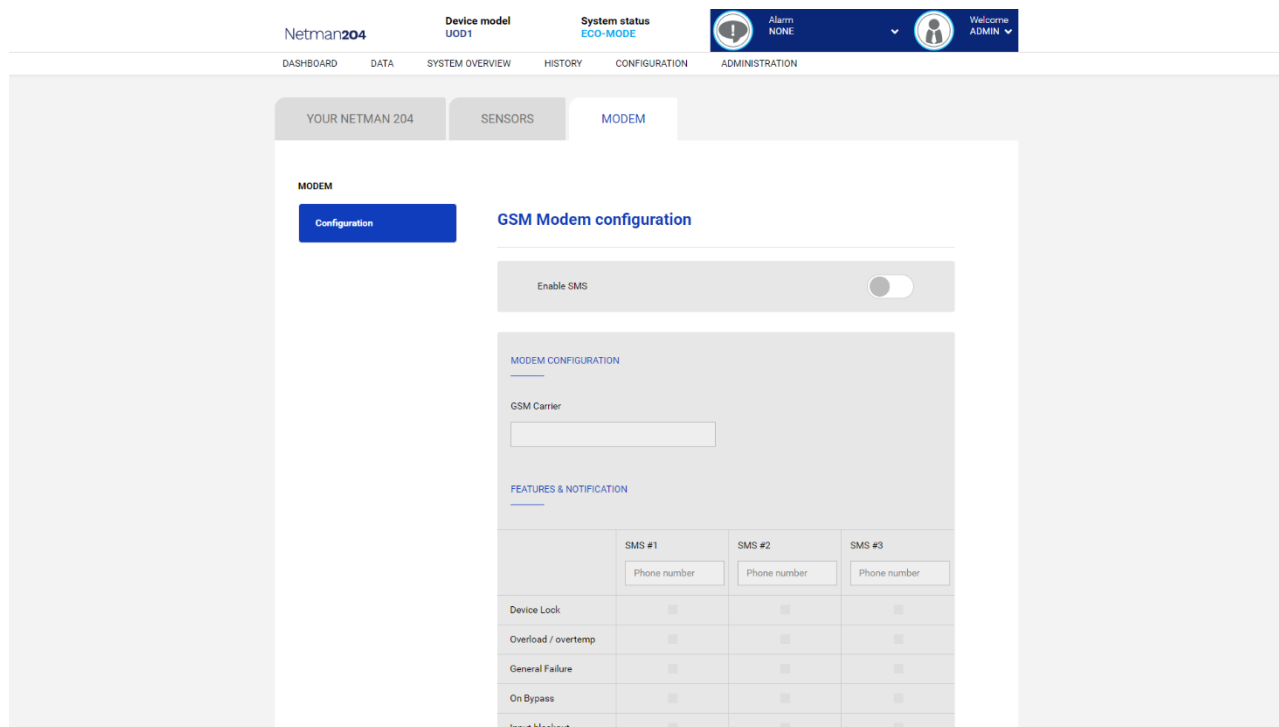 Netman204
Device model
UOD1
System status
ECO-MODE
Alarm
NONE
Welcome
ADMIN
DASHBOARD DATA SYSTEM OVERVIEW HISTORY CONFIGURATION ADMINISTRATION
YOUR NETMAN 204 SENSORS MODEM
MODEM
Configuration
GSM Modem configuration
Enable SMS
MODEM CONFIGURATION
GSM Carrier
FEATURES & NOTIFICATION
SMS #1 SMS #2 SMS #3
Phone number Phone number Phone number
Device Lock
Overload / overtemp
General Failure
On Bypass
Input blackout